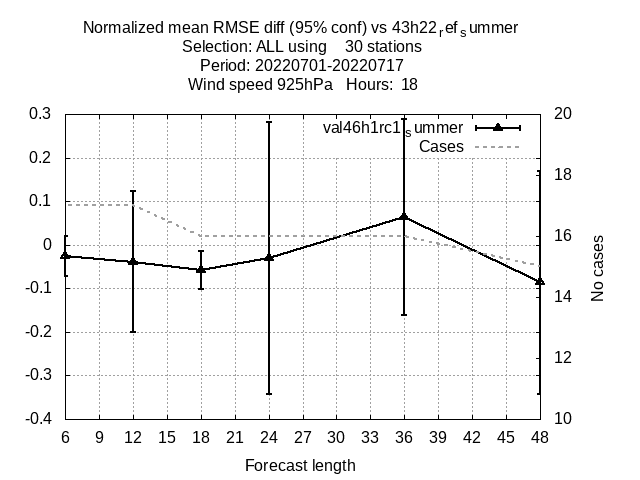 Normalized mean RMSE diff (95% conf) vs 43h22ref summer
Selection: ALL using 30 stations
Period: 20220701-20220717
Wind speed 925hPa Hours: 18
val46h1rc1summer
Cases
0.3
0.2
0.1
0
-0.1
-0.2
-0.3
-0.4
20
18
16
14
12
10
No cases
6 9 12 15 18 21 24 27 30 33 36 39 42 45 48
Forecast length